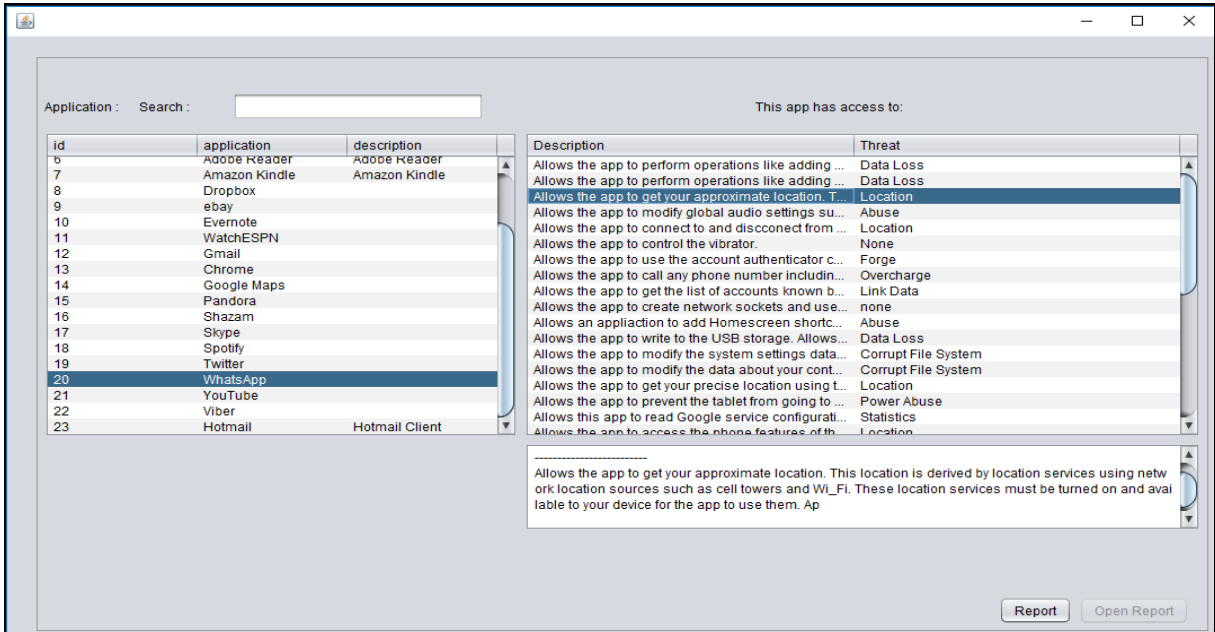 Application : Search : This app has access to:
id application description
6 Adobe Reader Adobe Reader
7 Amazon Kindle Amazon Kindle
8 Dropbox
9 ebay
10 Evernote
11 WatchESPN
12 Gmail
13 Chrome
14 Google Maps
15 Pandora
16 Shazam
17 Skype
18 Spotify
19 Twitter
20 WhatsApp
21 YouTube
22 Viber
23 Hotmail Hotmail Client
Description Threat
Allows the app to perform operations like adding ... Data Loss
Allows the app to perform operations like adding ... Data Loss
Allows the app to get your approximate location. T... Location
Allows the app to modify global audio settings su... Abuse
Allows the app to connect to and discconect from ... Location
Allows the app to control the vibrator. None
Allows the app to use the account authenticator c... Forge
Allows the app to call any phone number includin... Overcharge
Allows the app to get the list of accounts known b... Link Data
Allows the app to create network sockets and use... none
Allows an appliaction to add Homescreen shortc... Abuse
Allows the app to write to the USB storage. Allows... Data Loss
Allows the app to modify the system settings data... Corrupt File System
Allows the app to modify the data about your cont... Corrupt File System
Allows the app to get your precise location using t... Location
Allows the app to prevent the tablet from going to ... Power Abuse
Allows this app to read Google service configurati... Statistics
Allows the app to access the phone features of th... Location
-------------------------
Allows the app to get your approximate location. This location is derived by location services using netw
ork location sources such as cell towers and Wi_Fi. These location services must be turned on and avai
lable to your device for the app to use them. Ap
Report Open Report